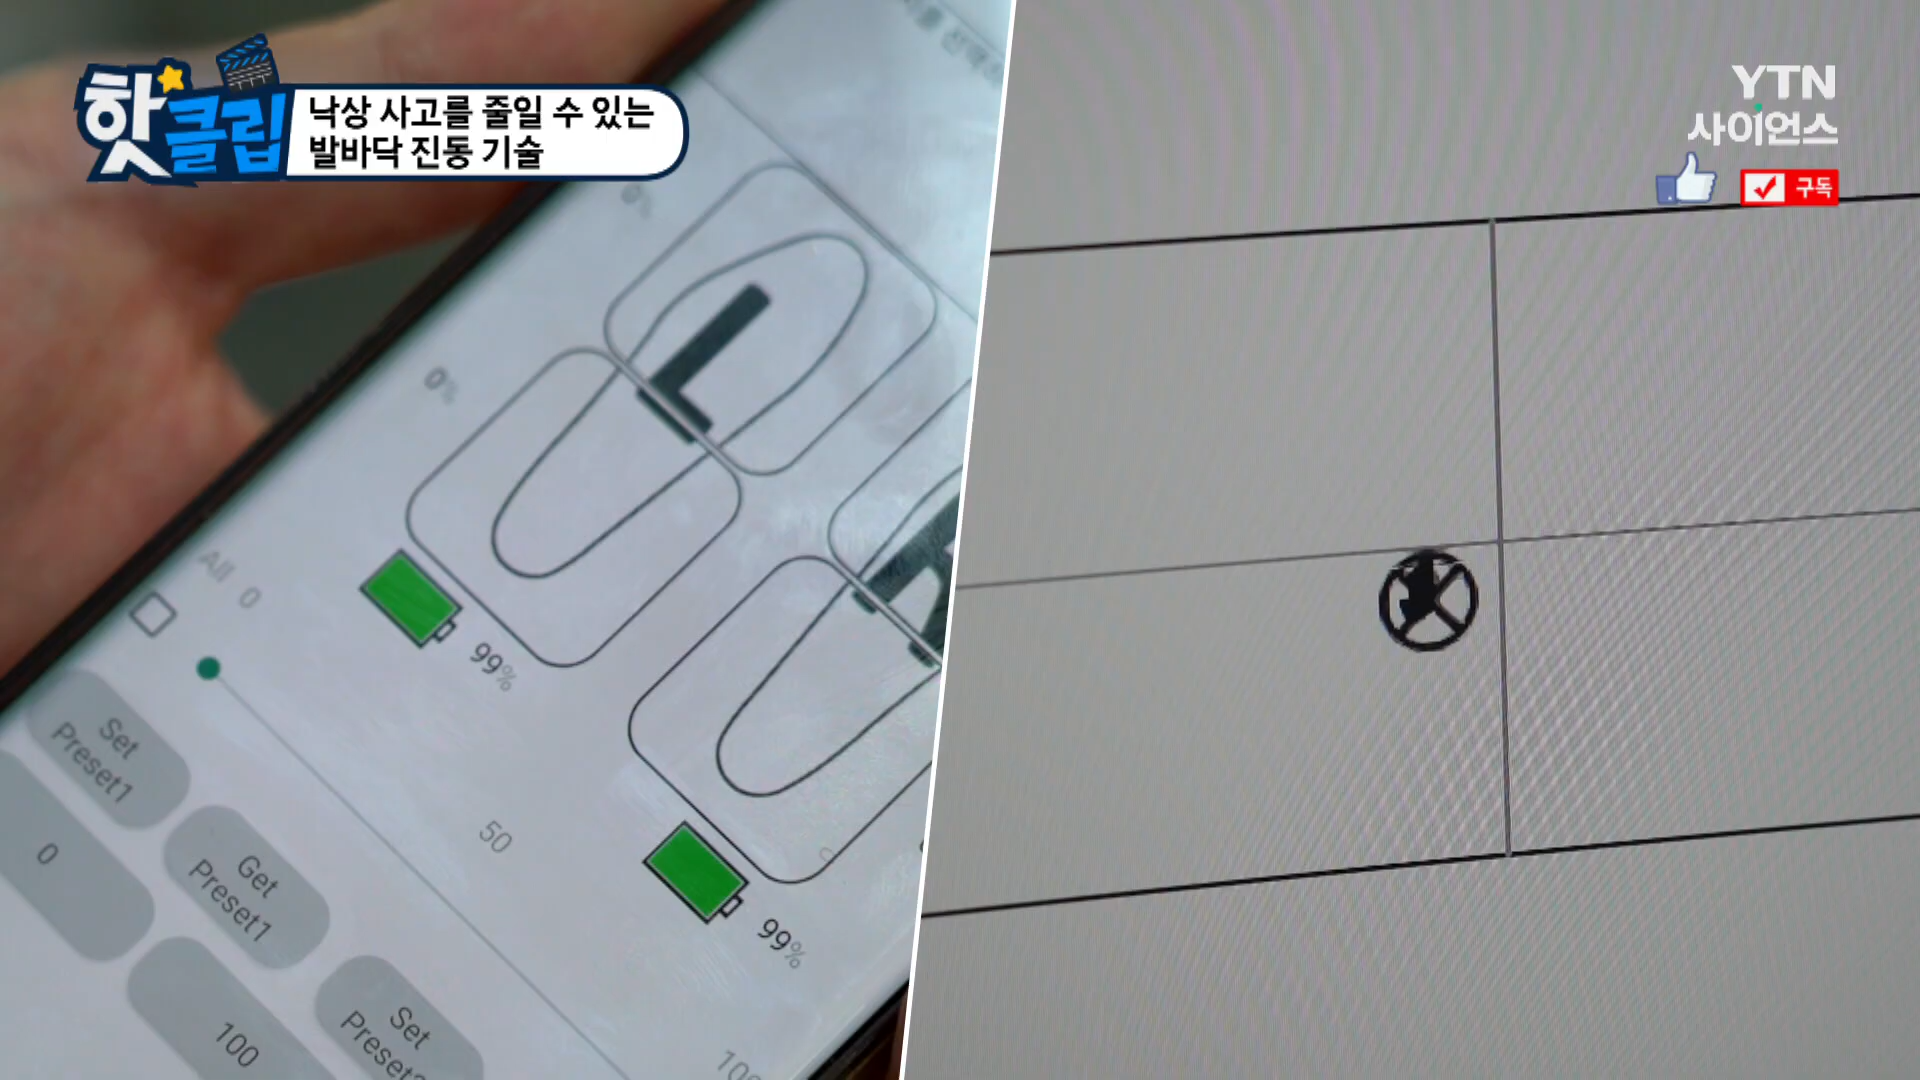 핫클립
낙상 사고를 줄일 수 있는
발바닥 진동 기술
YTN
사이언스
구독
0%
0%
L
All 0
99%
50
99%
Set
Preset1
Get
Preset1
0
Set
100
100